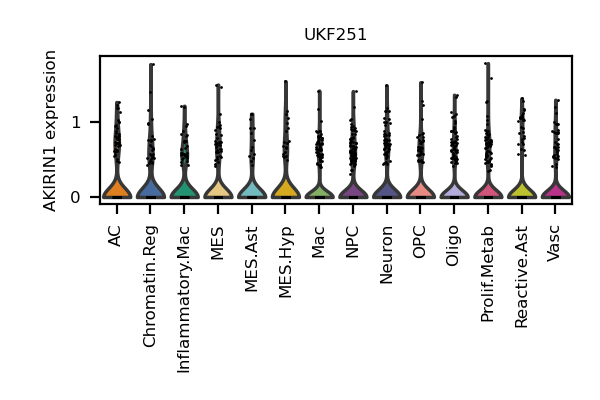 UKF251
AKIRIN1 expression
1
0
AC
Chromatin.Reg
Inflammatory.Mac
MES
MES.Ast
MES.Hyp
Mac
NPC
Neuron
OPC
Oligo
Prolif.Metab
Reactive.Ast
Vasc